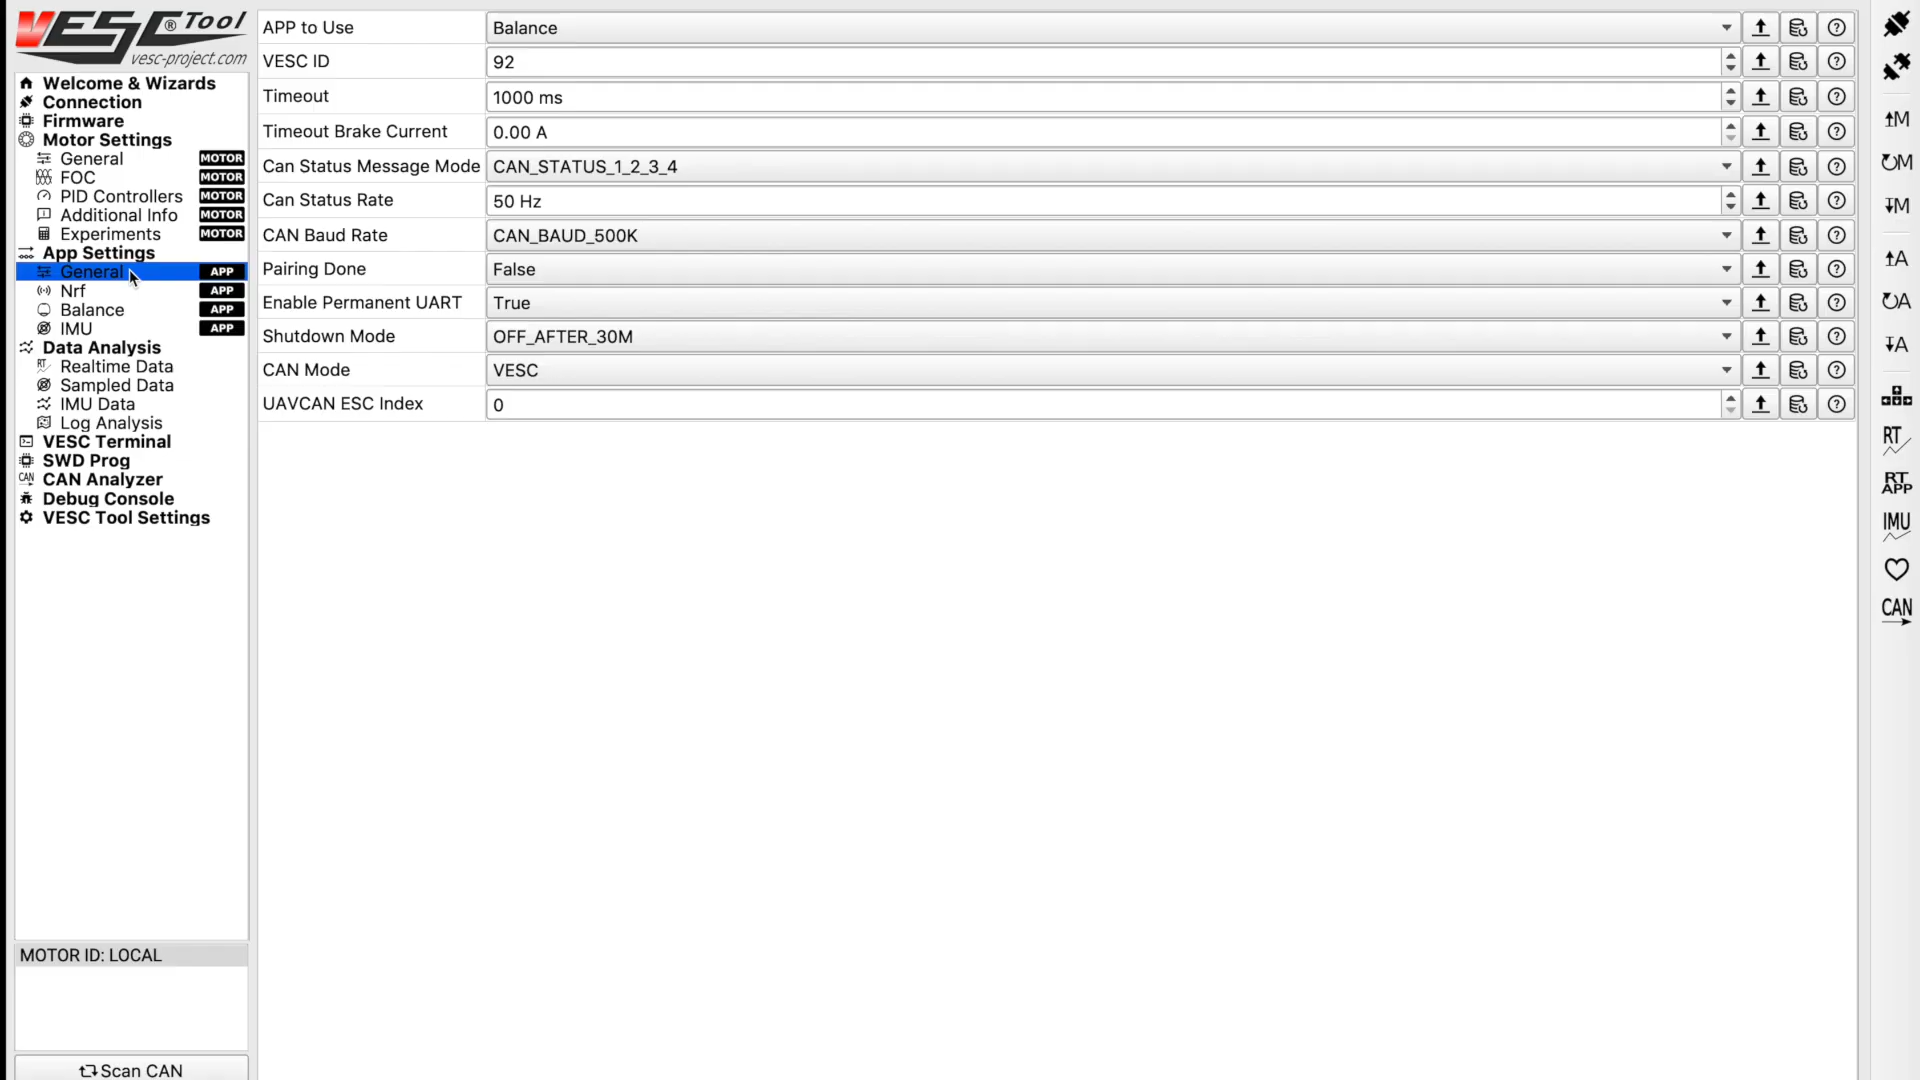 VESC® Tool
vesc-project.com
Welcome & Wizards
Connection
Firmware
Motor Settings
General MOTOR
FOC MOTOR
PID Controllers MOTOR
Additional Info MOTOR
Experiments MOTOR
App Settings
General APP
Nrf APP
Balance APP
IMU APP
Data Analysis
RT Realtime Data
Sampled Data
IMU Data
Log Analysis
VESC Terminal
SWD Prog
CAN CAN Analyzer
Debug Console
VESC Tool Settings
MOTOR ID: LOCAL
Scan CAN
APP to Use Balance
VESC ID 92
Timeout 1000 ms
Timeout Brake Current 0.00 A
Can Status Message Mode CAN_STATUS_1_2_3_4
Can Status Rate 50 Hz
CAN Baud Rate CAN_BAUD_500K
Pairing Done False
Enable Permanent UART True
Shutdown Mode OFF_AFTER_30M
CAN Mode VESC
UAVCAN ESC Index 0
M
M
M
A
A
A
RT
RT
APP
IMU
CAN